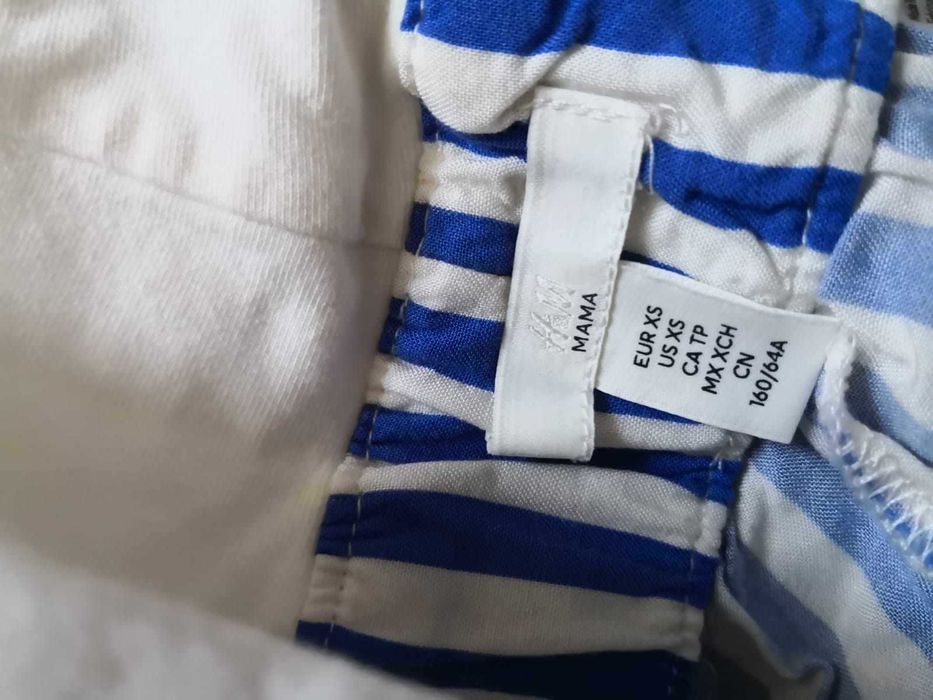 H&M
MAMA
EUR XS
US XS
CA TP
MX XCH
CN
160/64A